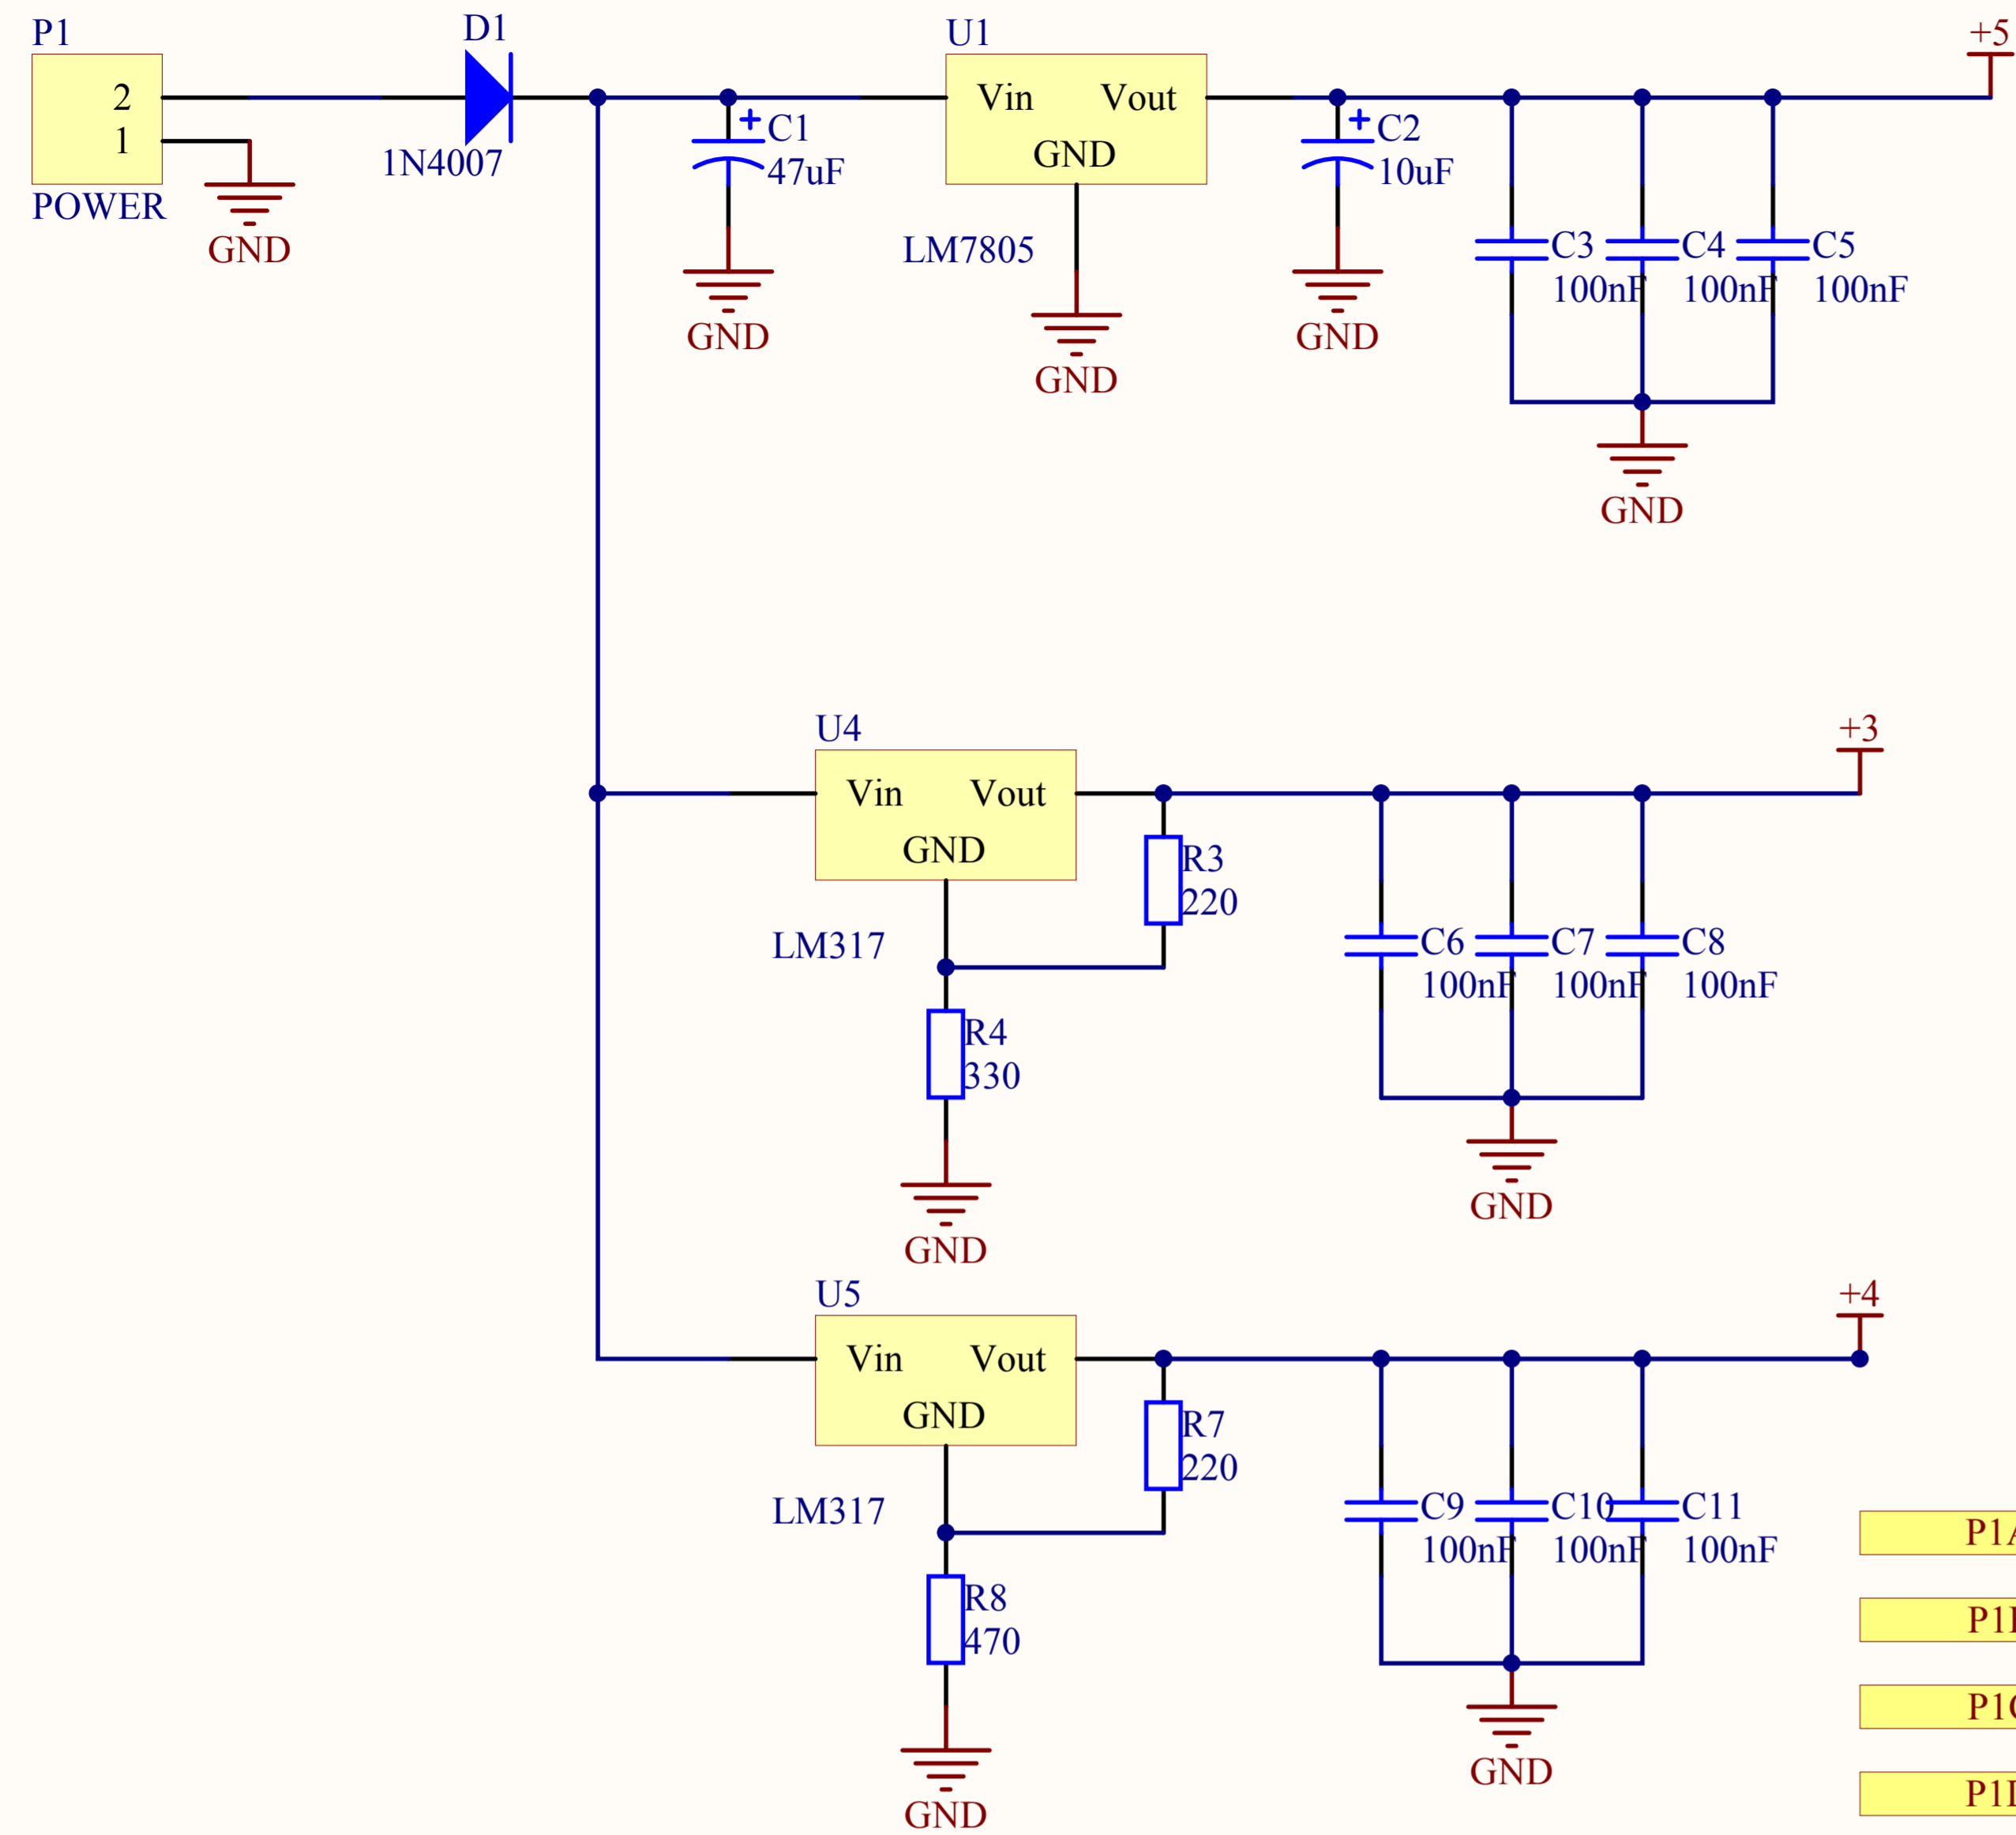 P1
2
1
POWER
GND
D1
1N4007
C1
47uF
GND
U1
Vin Vout
GND
LM7805
GND
C2
10uF
GND
C3
100nF
C4
100nF
C5
100nF
GND
+5
U4
Vin Vout
GND
LM317
R3
220
R4
330
GND
C6
100nF
C7
100nF
C8
100nF
GND
+3
U5
Vin Vout
GND
LM317
R7
220
R8
470
GND
C9
100nF
C10
100nF
C11
100nF
GND
+4